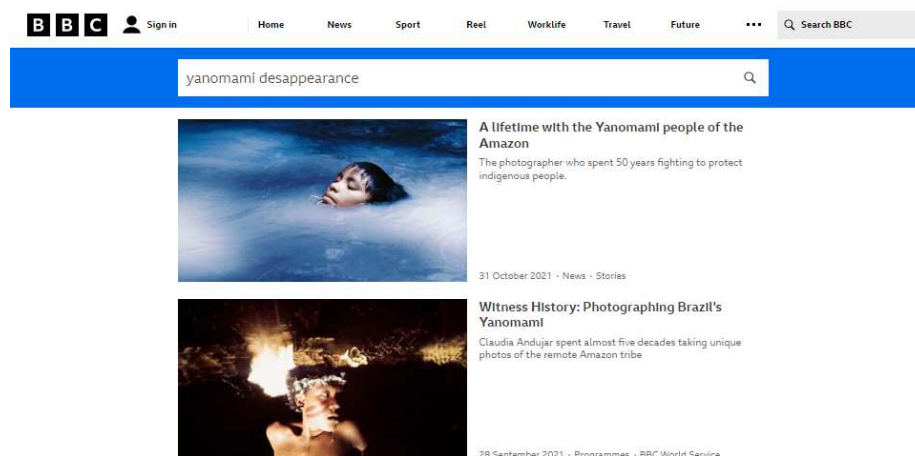 BBC Sign in Home News Sport Reel Worklife Travel Future ••• Search BBC
yanomami desappearance
A lifetime with the Yanomami people of the
Amazon
The photographer who spent 50 years fighting to protect
indigenous people.
31 October 2021 · News · Stories
Witness History: Photographing Brazil's
Yanomami
Claudia Andujar spent almost five decades taking unique
photos of the remote Amazon tribe
28 September 2021 · Programmes · BBC World Service